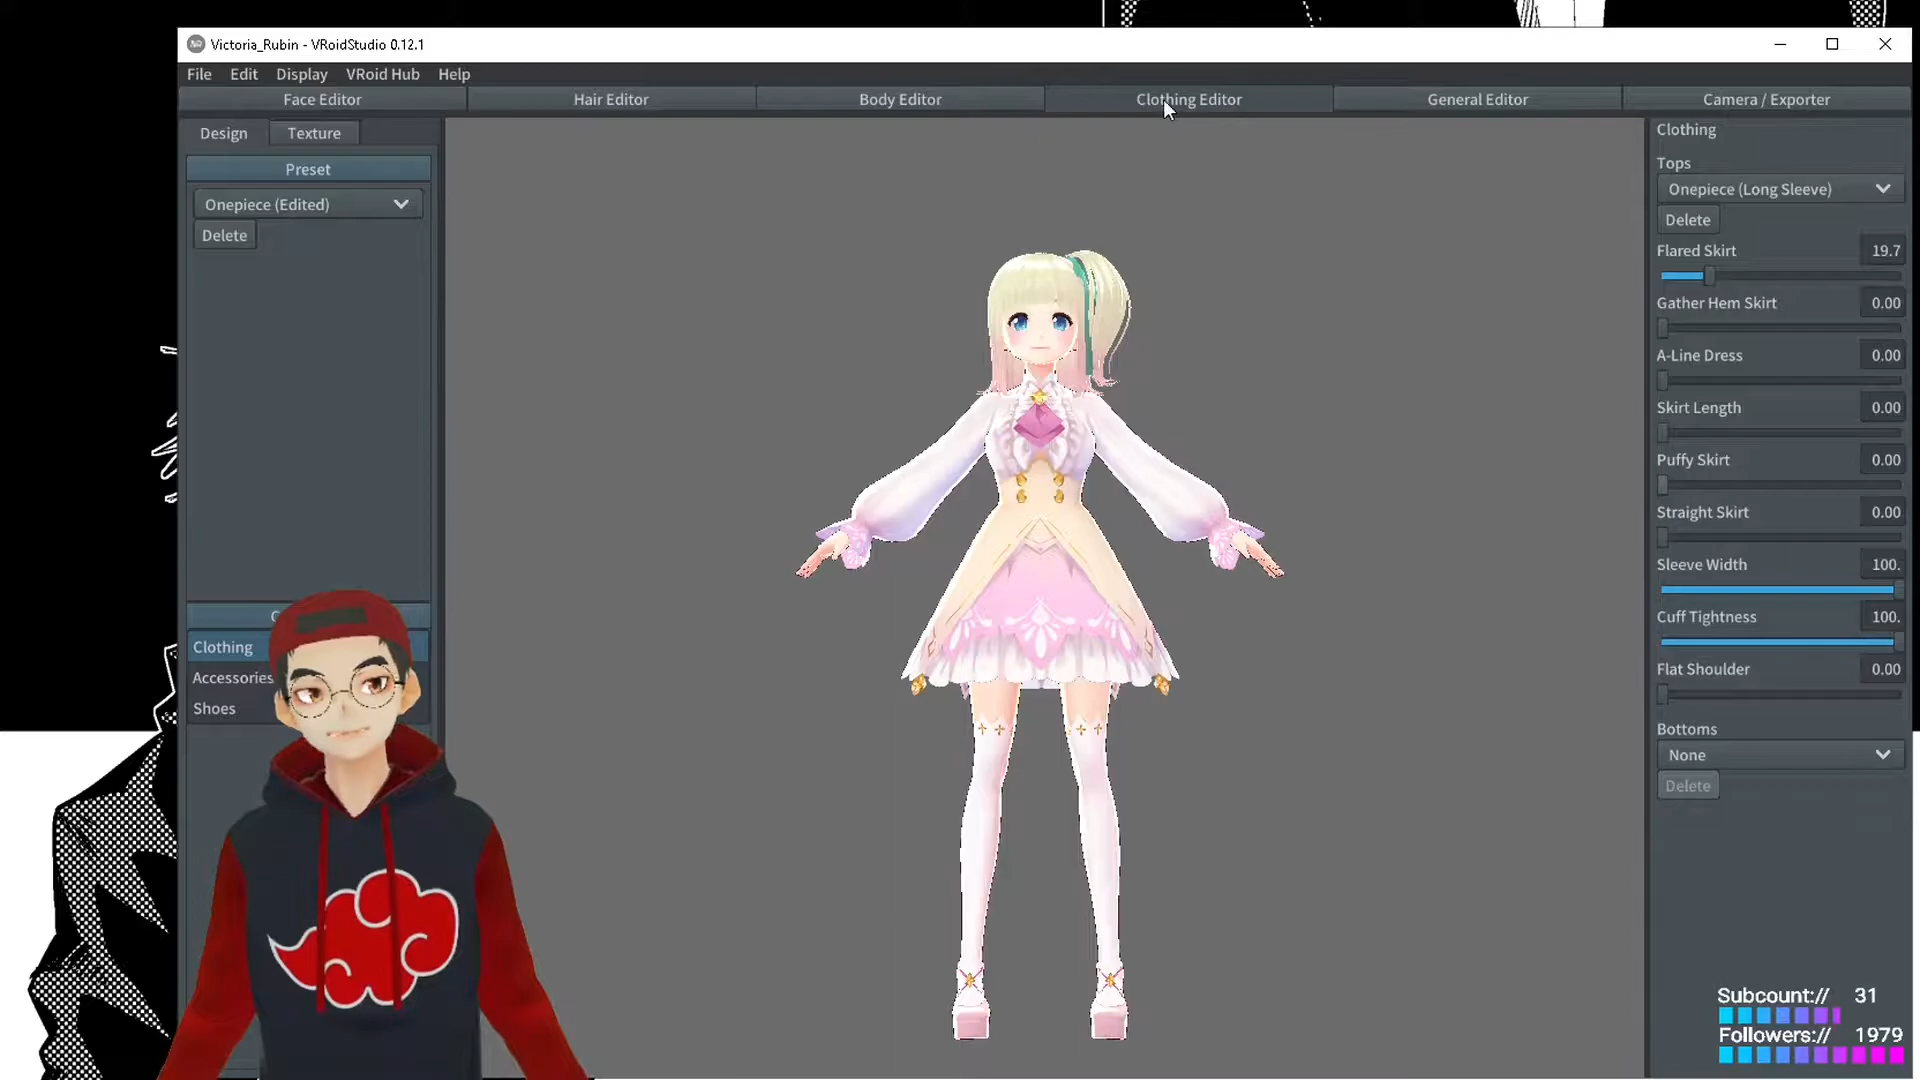 Victoria_Rubin - VRoidStudio 0.12.1
File Edit Display VRoid Hub Help
Face Editor Hair Editor Body Editor Clothing Editor General Editor Camera / Exporter
Design Texture
Preset
Onepiece (Edited)
Delete
Clothing
Accessories
Shoes
Clothing
Tops
Onepiece (Long Sleeve)
Delete
Flared Skirt 19.7
Gather Hem Skirt 0.00
A-Line Dress 0.00
Skirt Length 0.00
Puffy Skirt 0.00
Straight Skirt 0.00
Sleeve Width 100.
Cuff Tightness 100.
Flat Shoulder 0.00
Bottoms
None
Delete
Subcount:// 31
Followers:// 1979